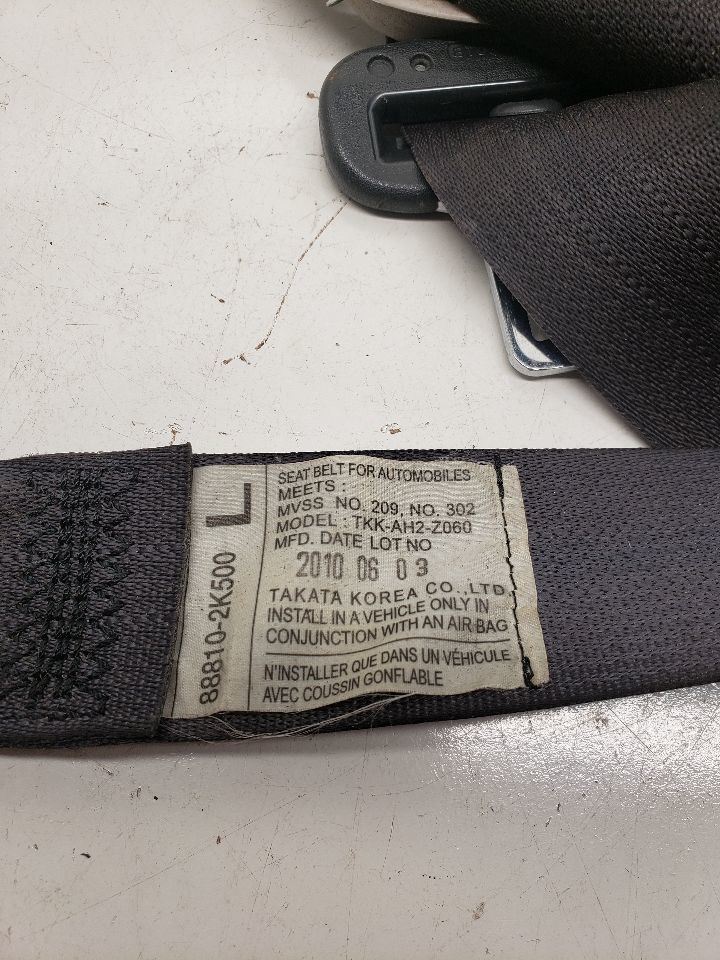 L
88810-2K500
SEAT BELT FOR AUTOMOBILES
MEETS :
MVSS NO. 209, NO. 302
MODEL : TKK-AH2-Z060
MFD. DATE LOT NO
2010 06 03
TAKATA KOREA CO., LTD.
INSTALL IN A VEHICLE ONLY IN
CONJUNCTION WITH AN AIR BAG
N'INSTALLER QUE DANS UN VÉHICULE
AVEC COUSSIN GONFLABLE